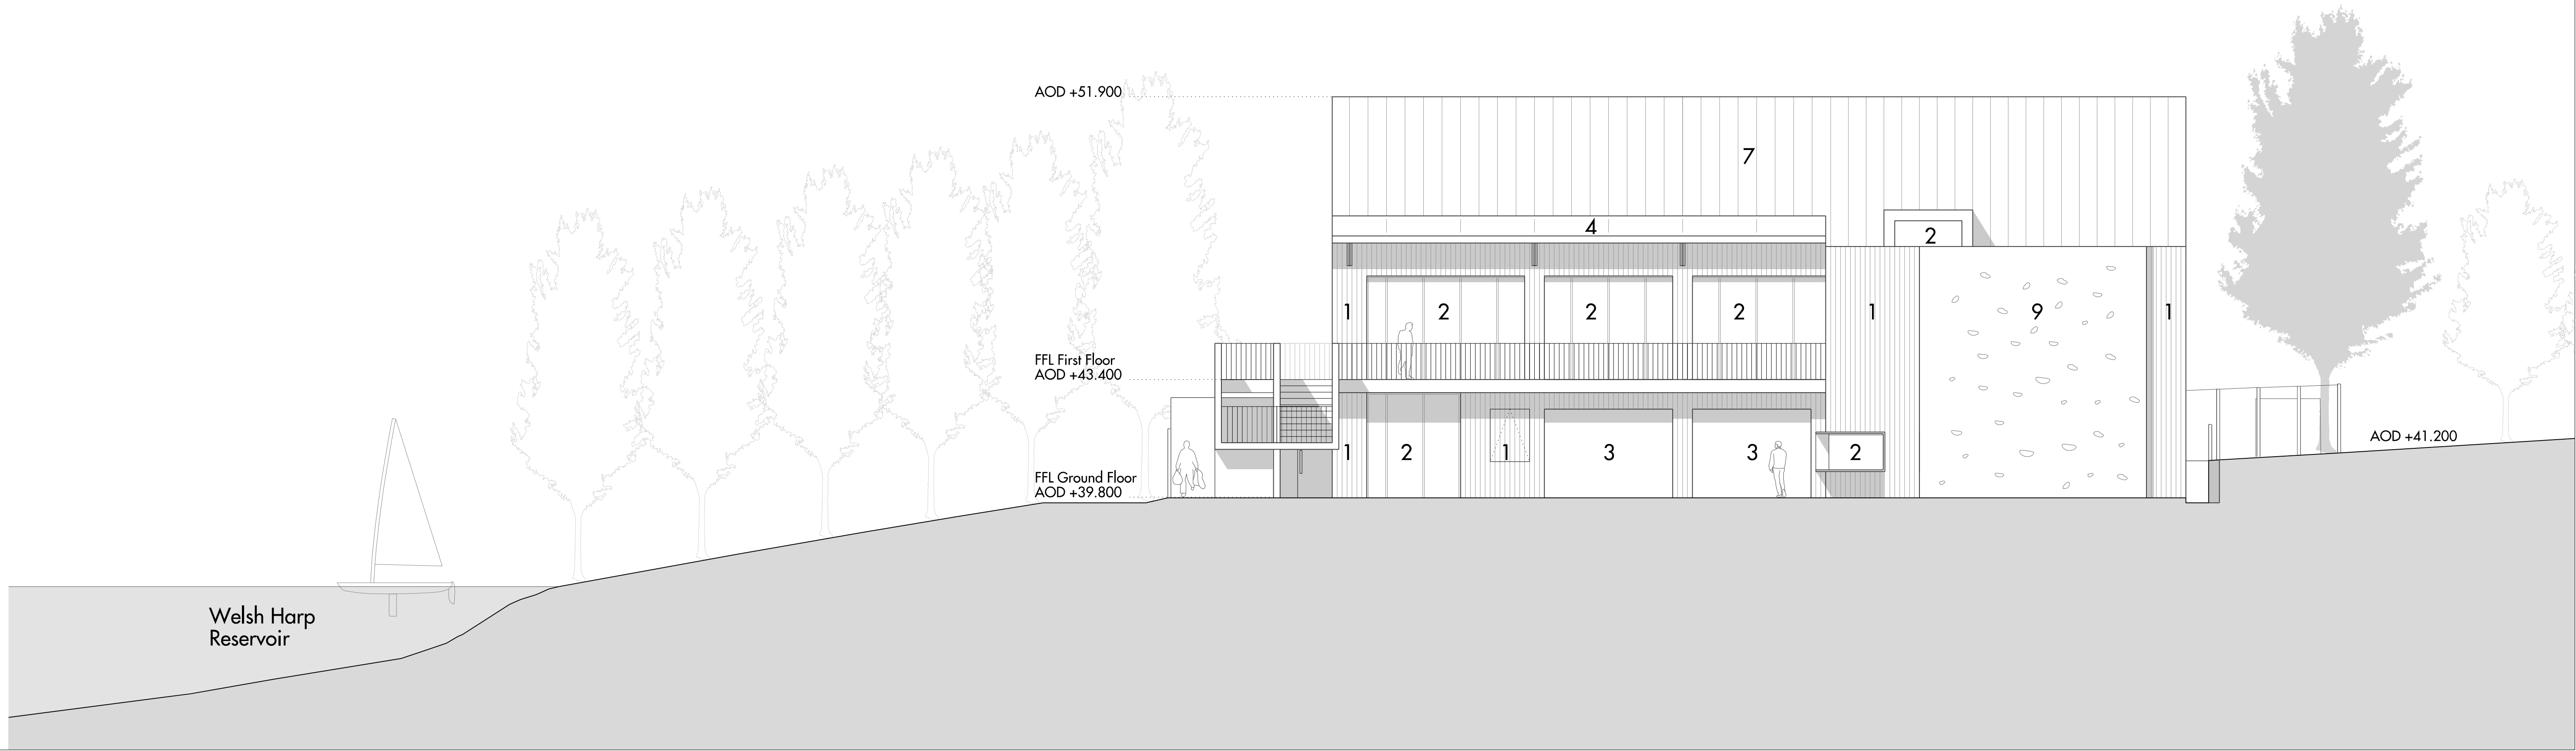 AOD +51.900
7
4
2
1
2
2
2
1
9
1
FFL First Floor
AOD +43.400
AOD +41.200
1
2
1
3
3
2
FFL Ground Floor
AOD +39.800
Welsh Harp
Reservoir